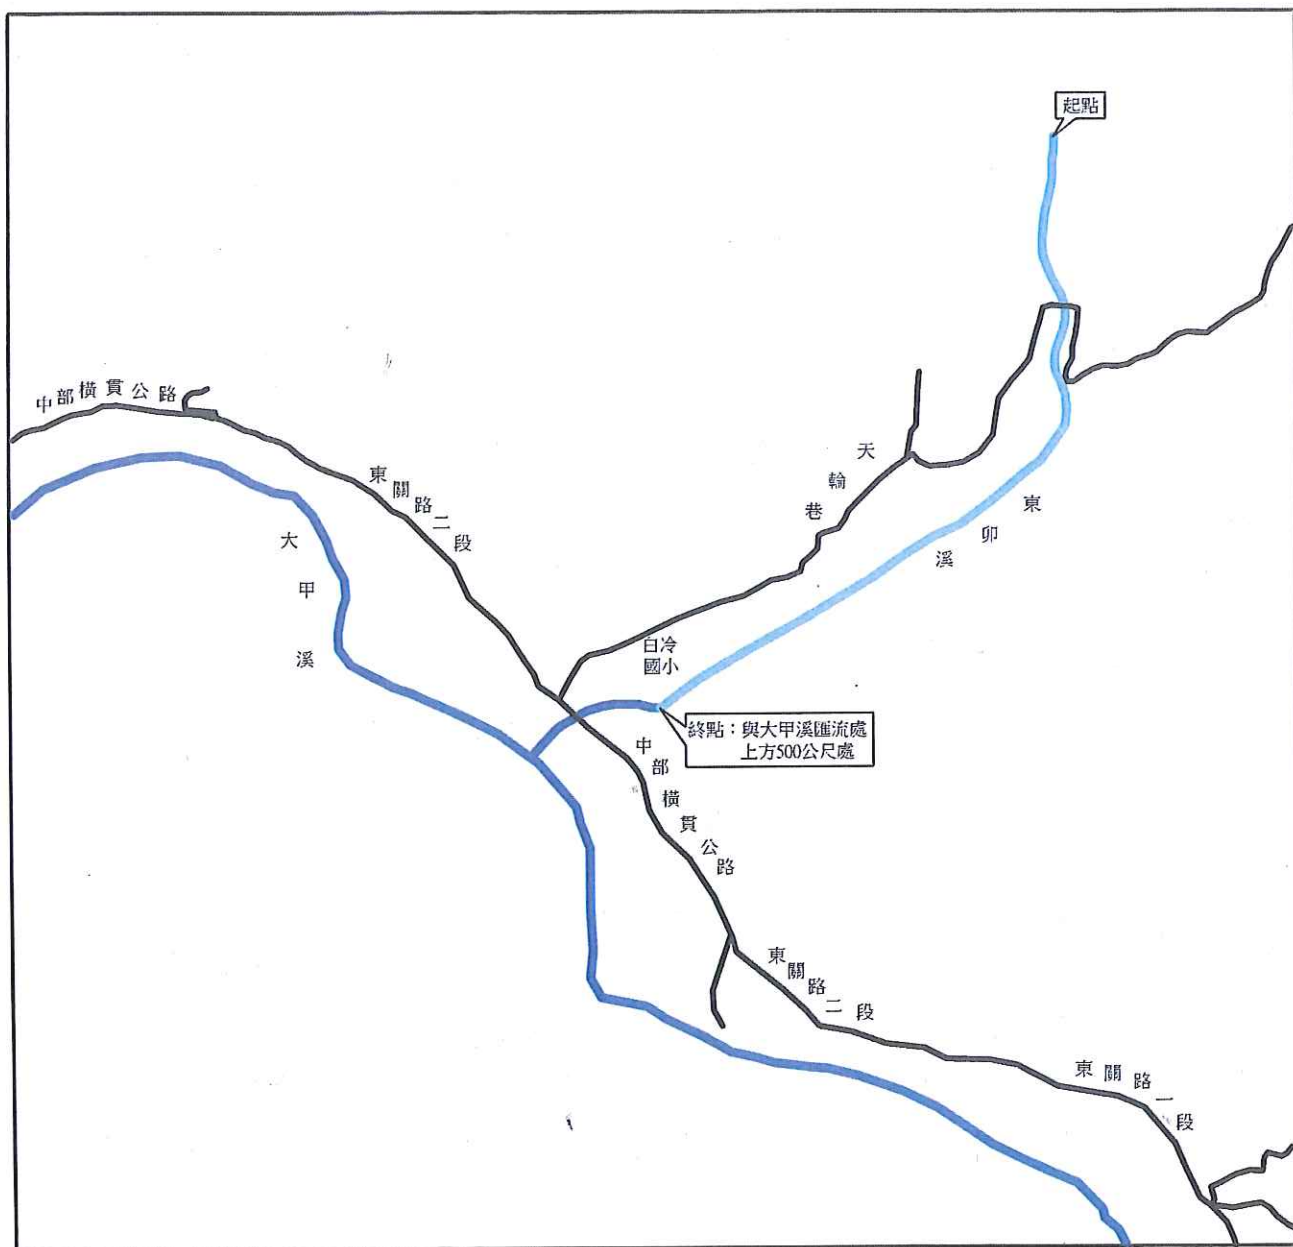 起點
中部橫貫公路
東關路二段
大甲溪
天輪巷
東卯溪
白冷
國小
終點：與大甲溪匯流處
上方500公尺處
中部橫貫公路
東關路二段
東關路一段